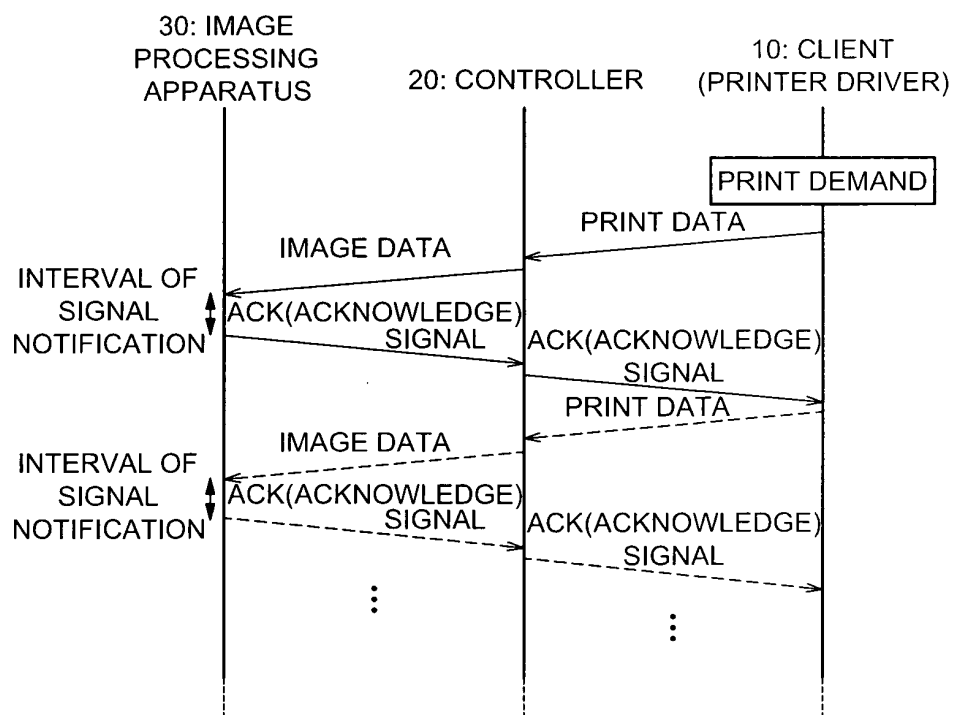 30: IMAGE
PROCESSING
APPARATUS
20: CONTROLLER
10: CLIENT
(PRINTER DRIVER)
PRINT DEMAND
PRINT DATA
IMAGE DATA
INTERVAL OF
SIGNAL
NOTIFICATION
ACK(ACKNOWLEDGE)
SIGNAL
ACK(ACKNOWLEDGE)
SIGNAL
PRINT DATA
IMAGE DATA
INTERVAL OF
SIGNAL
NOTIFICATION
ACK(ACKNOWLEDGE)
SIGNAL
ACK(ACKNOWLEDGE)
SIGNAL